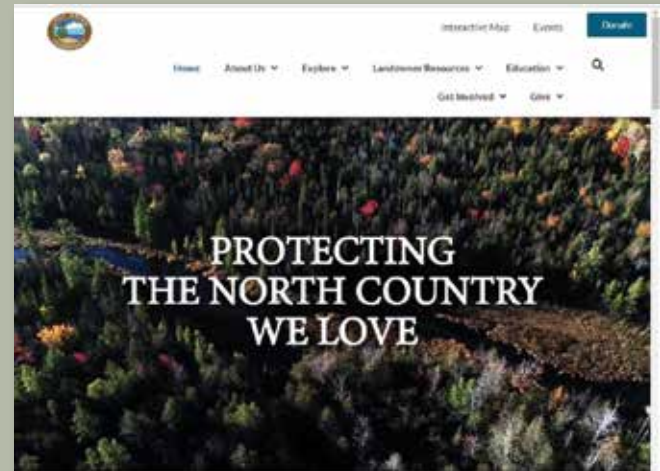 Interactive Map Events Donate
Home About Us Explore Landowner Resources Education
Get Involved Give
PROTECTING
THE NORTH COUNTRY
WE LOVE